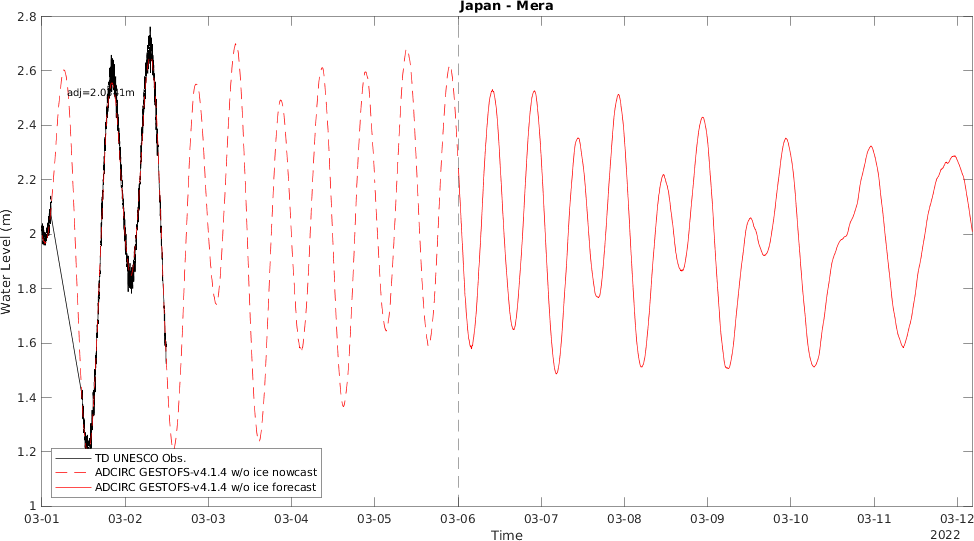 Japan - Mera
2.8
2.6
2.4
2.2
2
1.8
1.6
1.4
1.2
1
Water Level (m)
TD UNESCO Obs.
ADCIRC GESTOFS-v4.1.4 w/o ice nowcast
ADCIRC GESTOFS-v4.1.4 w/o ice forecast
03-01 03-02 03-03 03-04 03-05 03-06 03-07 03-08 03-09 03-10 03-11 03-12
Time
2022